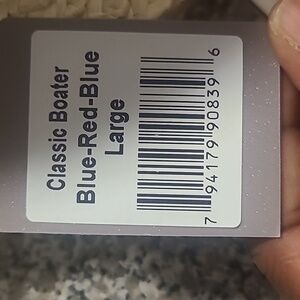 Classic Boater
Blue-Red-Blue
Large
7 94179 90839 6